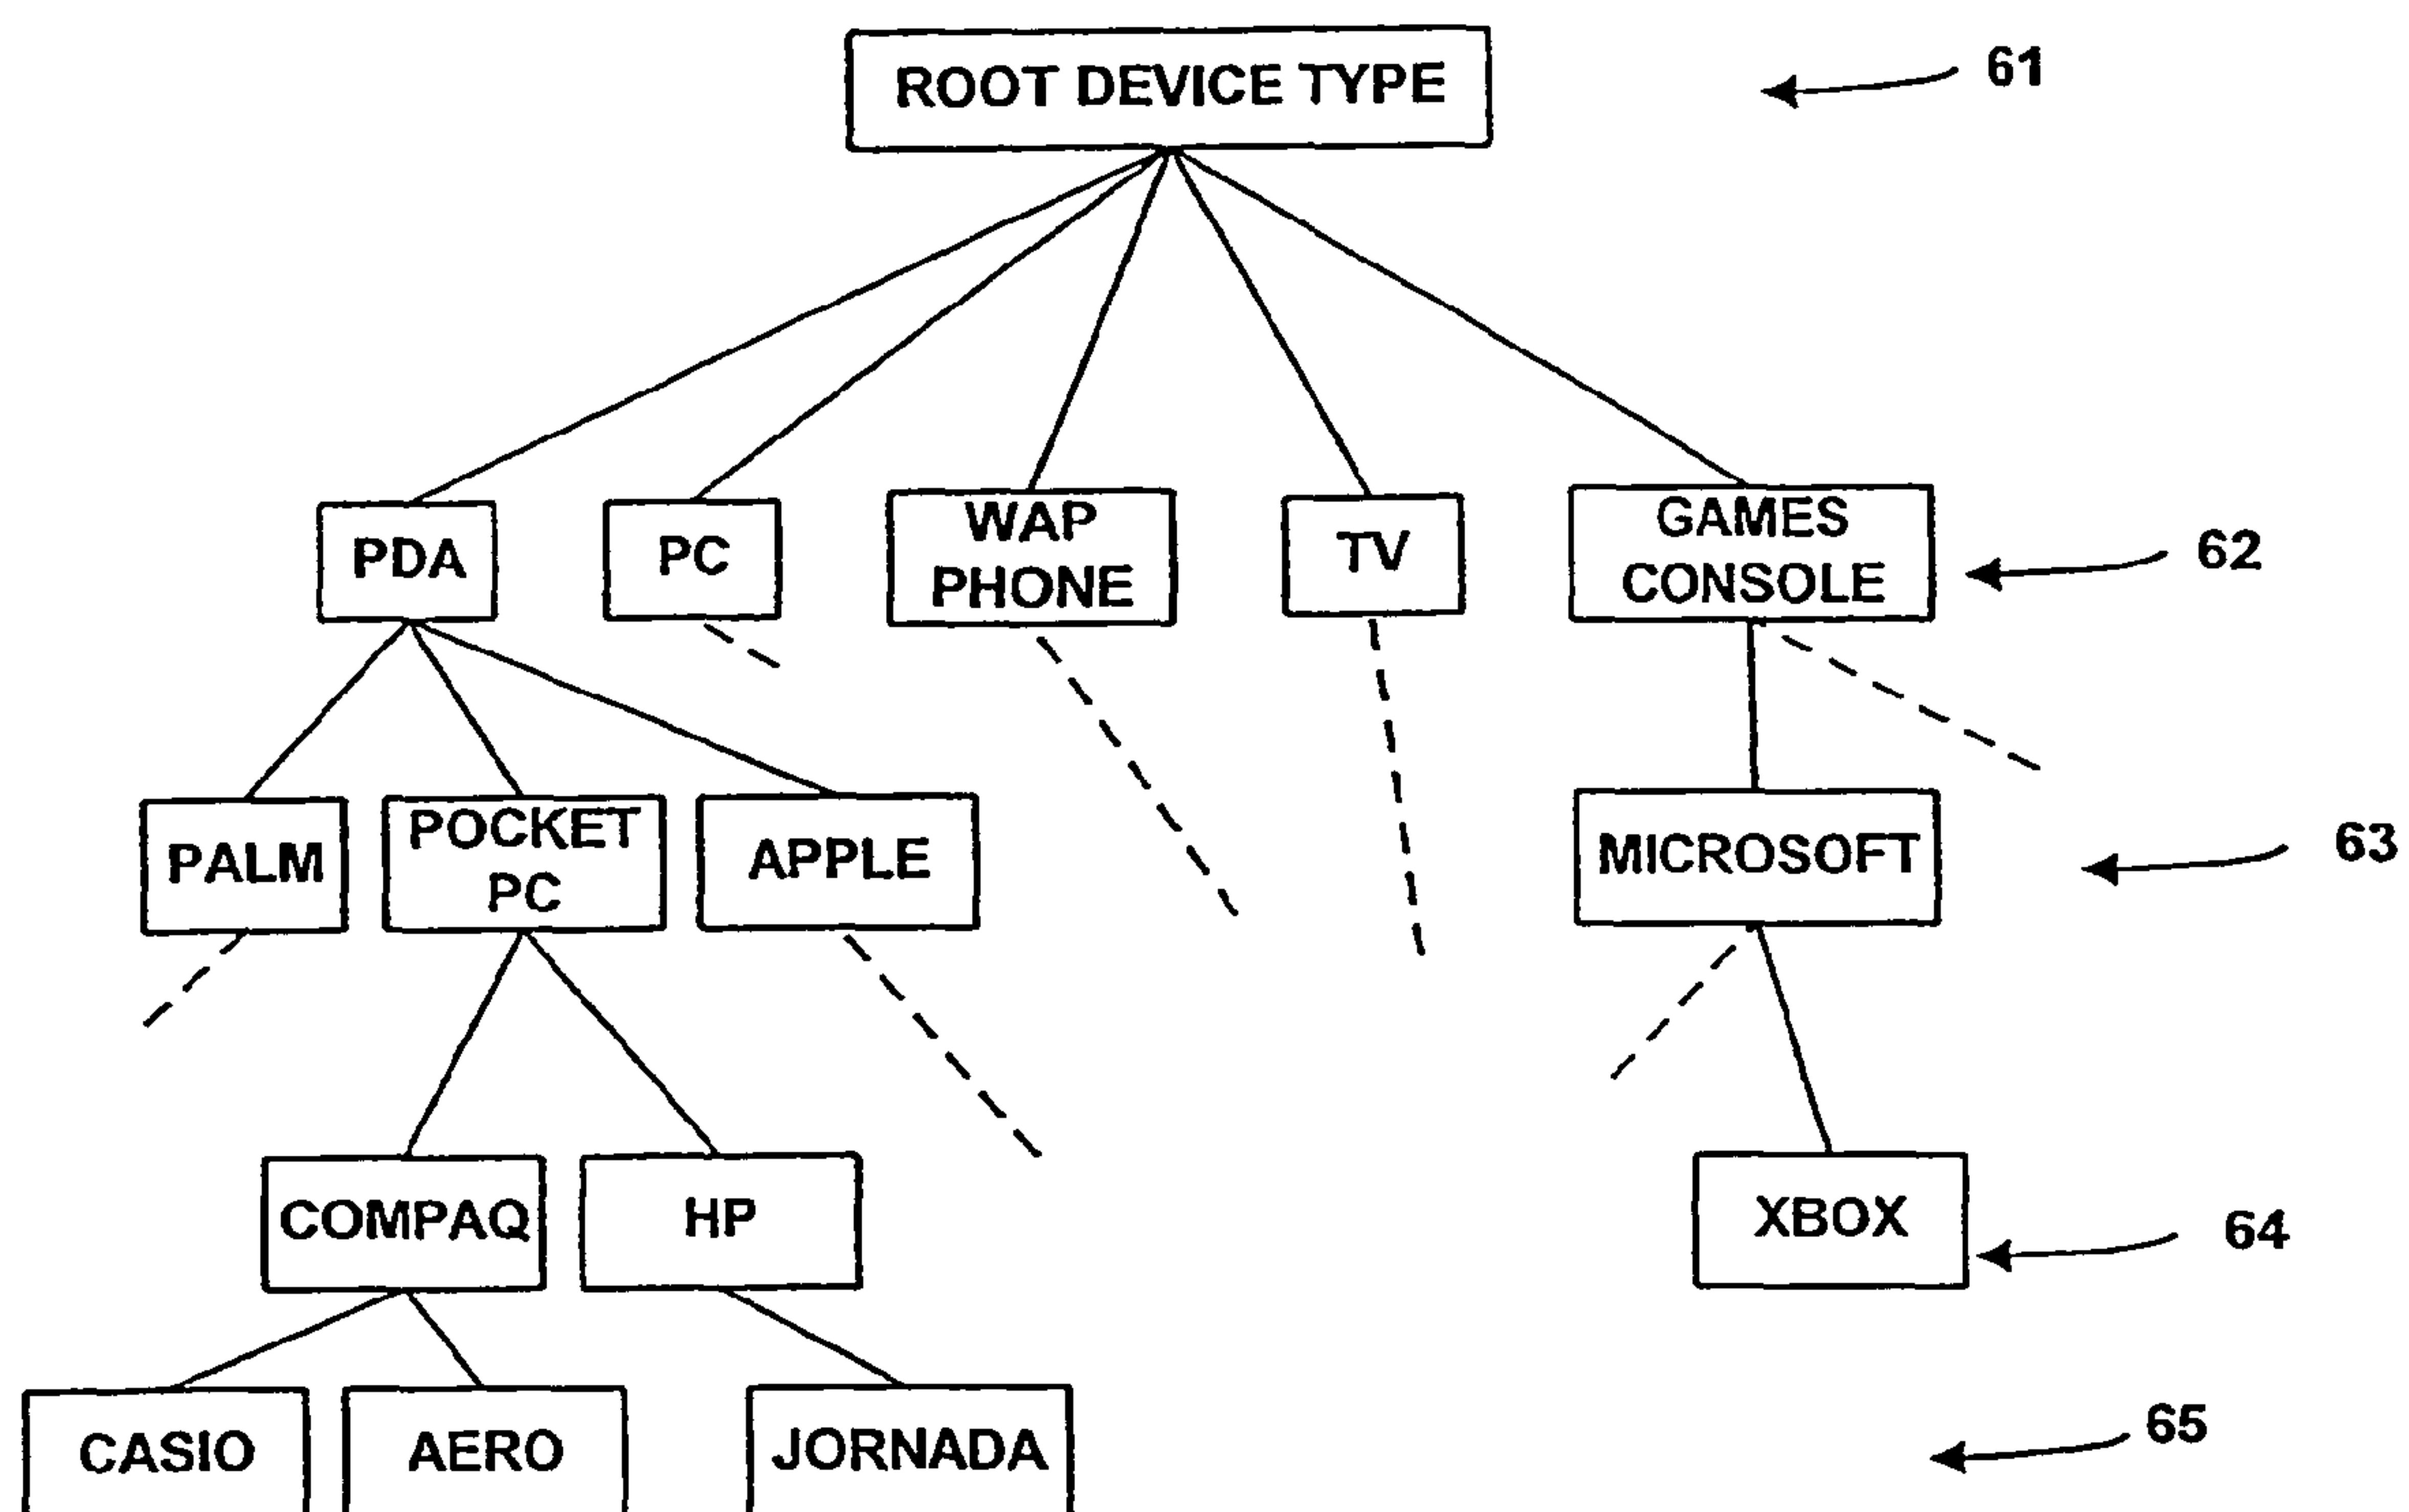 ROOT DEVICE TYPE
61
PDA
PC
WAP
PHONE
TV
GAMES
CONSOLE
62
PALM
POCKET
PC
APPLE
MICROSOFT
63
COMPAQ
HP
XBOX
64
CASIO
AERO
JORNADA
65